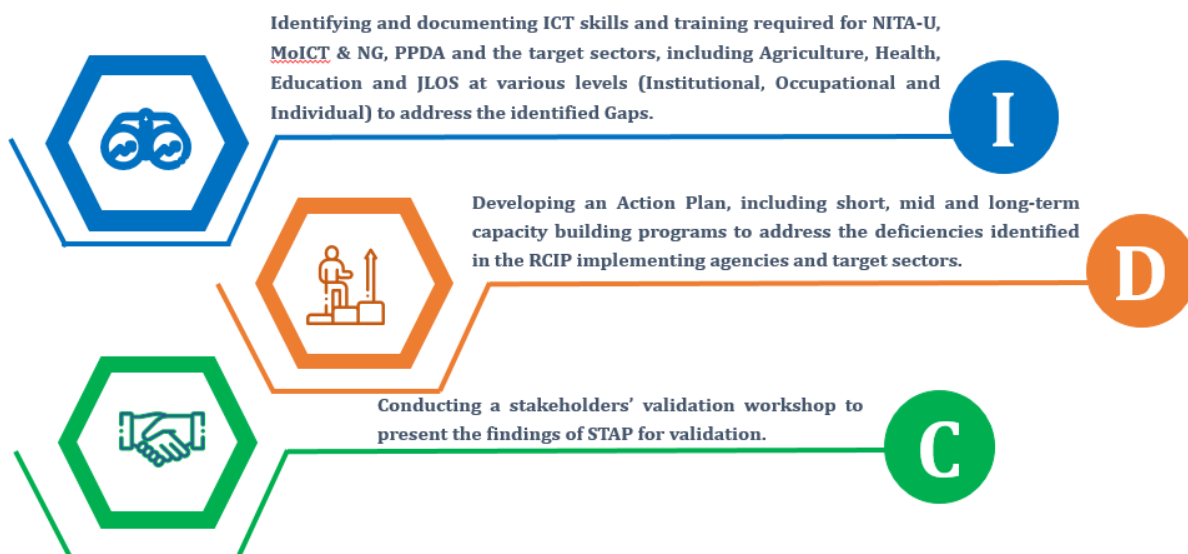 Identifying and documenting ICT skills and training required for NITA-U,
MoICT & NG, PPDA and the target sectors, including Agriculture, Health,
Education and JLOS at various levels (Institutional, Occupational and
Individual) to address the identified Gaps.
I
Developing an Action Plan, including short, mid and long-term
capacity building programs to address the deficiencies identified
in the RCIP implementing agencies and target sectors.
D
Conducting a stakeholders’ validation workshop to
present the findings of STAP for validation.
C